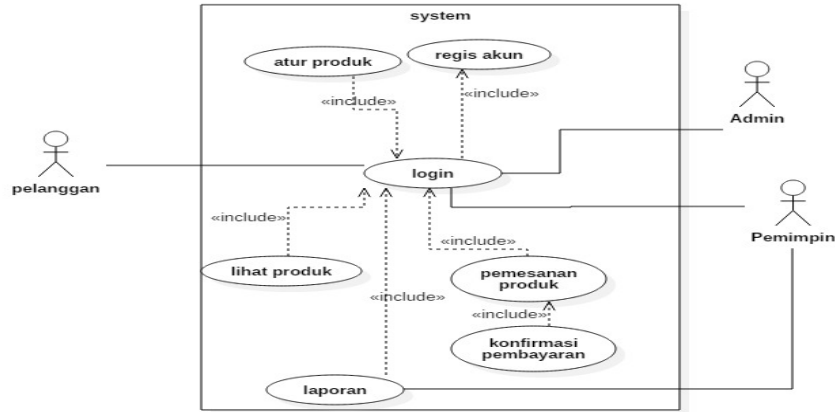 system
atur produk
regis akun
«include»
«include»
Admin
login
pelanggan
«include»
Pemimpin
«include»
lihat produk
pemesanan
produk
«include»
«include»
konfirmasi
pembayaran
laporan